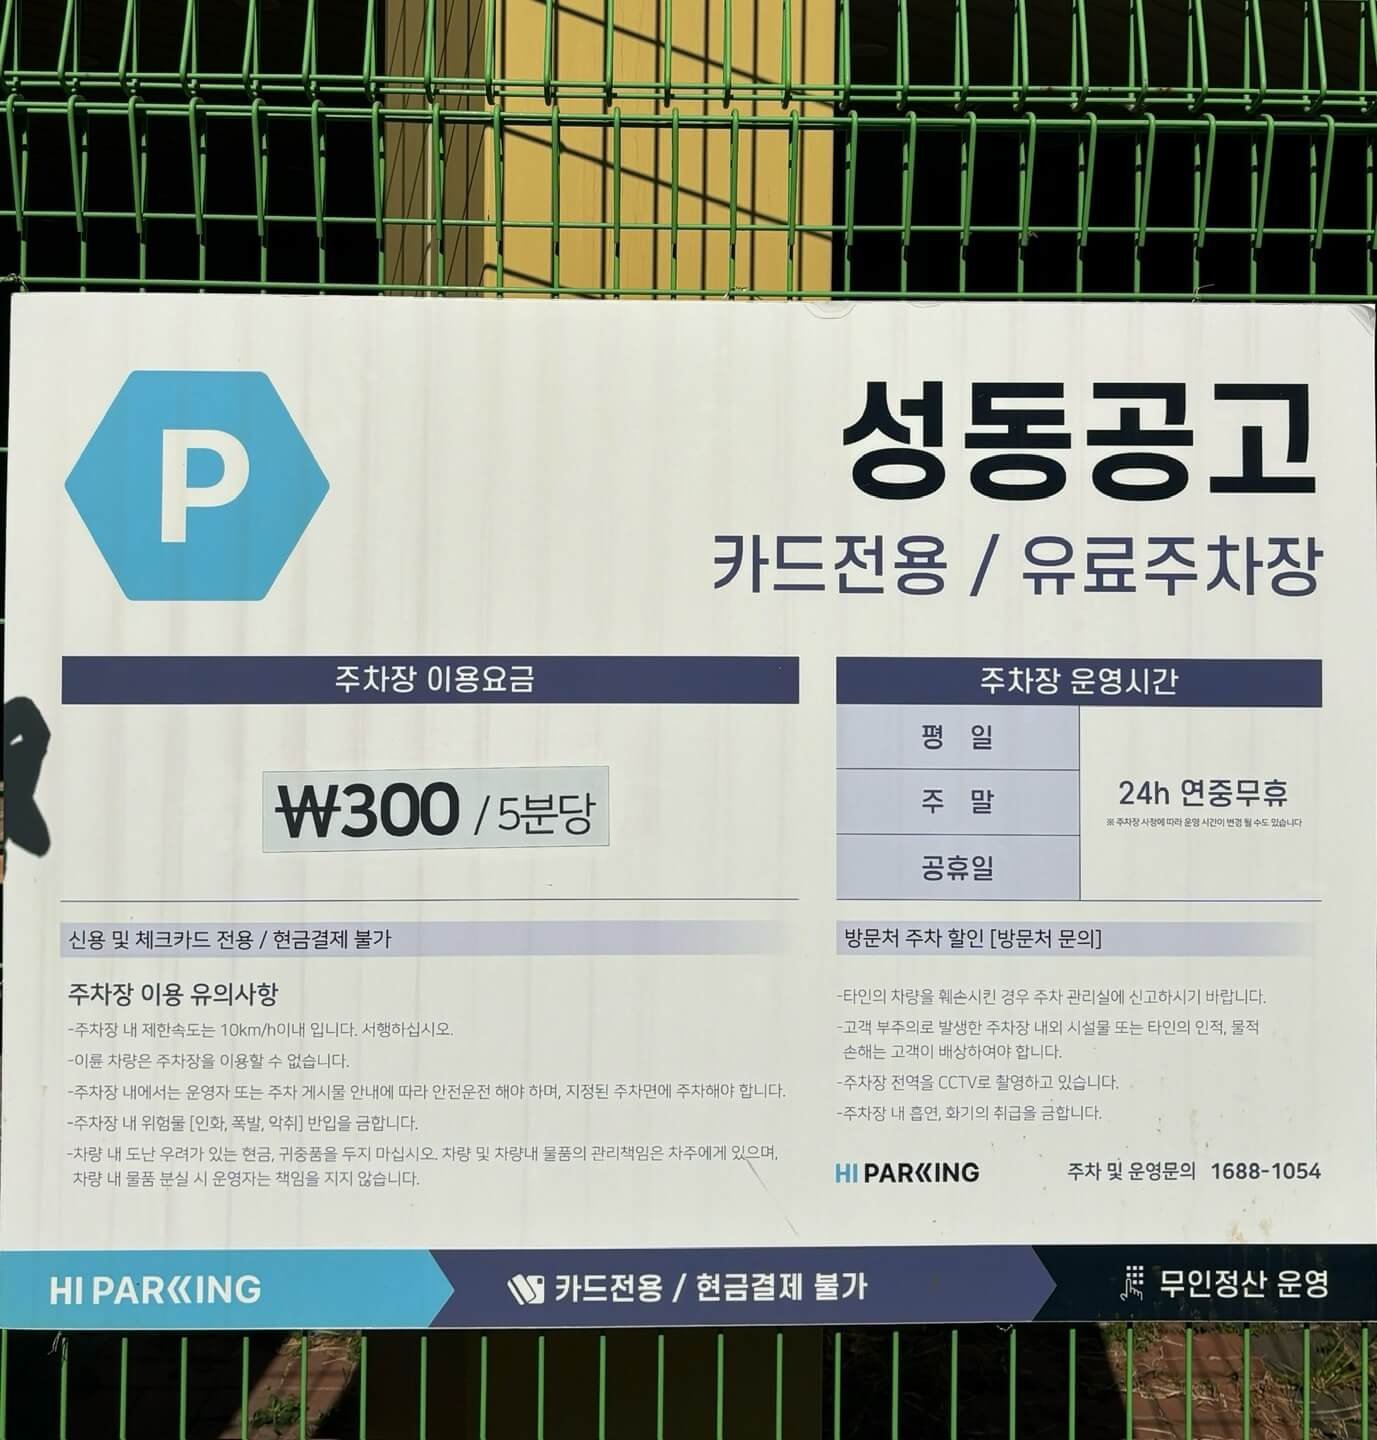 P
성동공고
카드전용 / 유료주차장
주차장 이용요금
₩300 / 5분당
신용 및 체크카드 전용 / 현금결제 불가
주차장 이용 유의사항
-주차장 내 제한속도는 10km/h이내 입니다. 서행하십시오.
-이륜 차량은 주차장을 이용할 수 없습니다.
-주차장 내에서는 운영자 또는 주차 게시물 안내에 따라 안전운전 해야 하며, 지정된 주차면에 주차해야 합니다.
-주차장 내 위험물 [인화, 폭발, 악취] 반입을 금합니다.
-차량 내 도난 우려가 있는 현금, 귀중품을 두지 마십시오. 차량 및 차량내 물품의 관리책임은 차주에게 있으며,
차량 내 물품 분실 시 운영자는 책임을 지지 않습니다.
주차장 운영시간
평 일
주 말
공휴일
24h 연중무휴
※ 주차장 사정에 따라 운영 시간이 변경 될 수도 있습니다
방문처 주차 할인 [방문처 문의]
-타인의 차량을 훼손시킨 경우 주차 관리실에 신고하시기 바랍니다.
-고객 부주의로 발생한 주차장 내외 시설물 또는 타인의 인적, 물적
손해는 고객이 배상하여야 합니다.
-주차장 전역을 CCTV로 촬영하고 있습니다.
-주차장 내 흡연, 화기의 취급을 금합니다.
HI PARKING 주차 및 운영문의 1688-1054
HI PARKING 카드전용 / 현금결제 불가 무인정산 운영